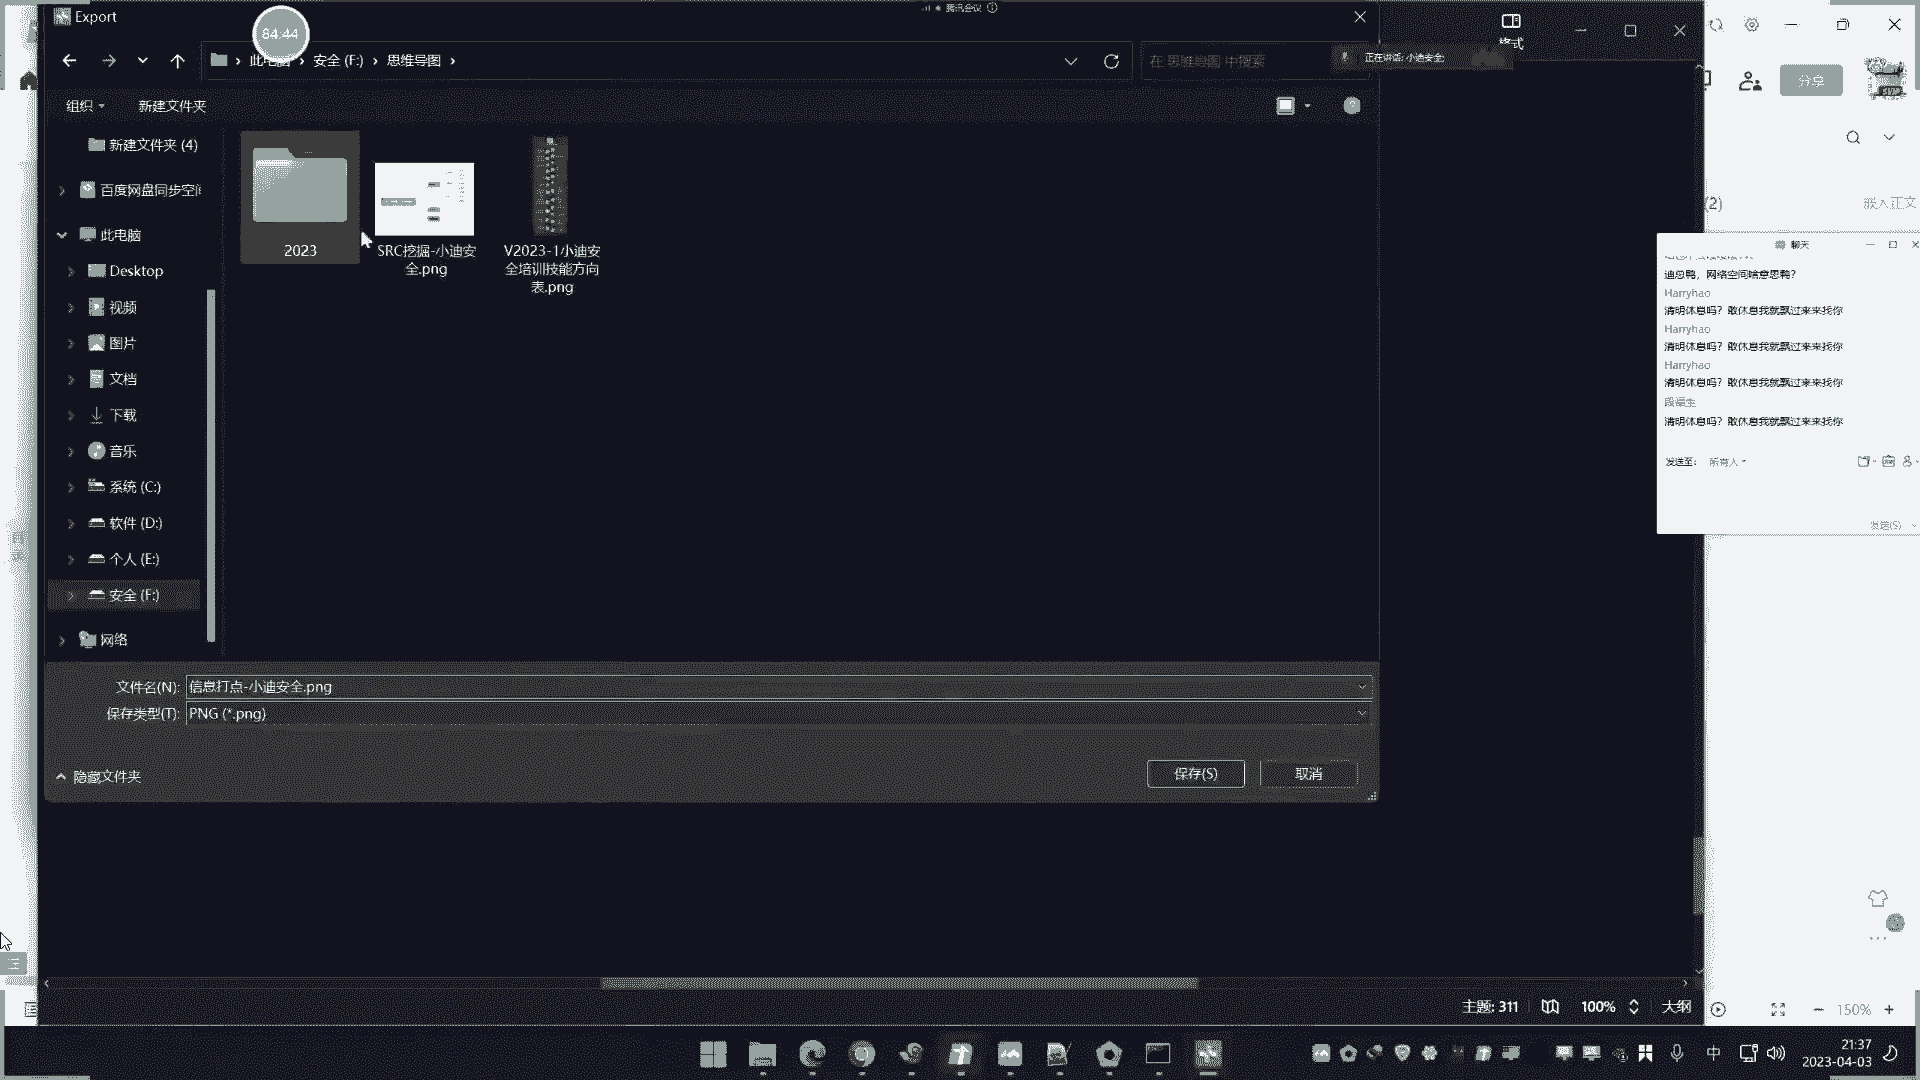 Export
84:44
腾讯会议
格式
此电脑 › 安全 (F:) › 思维导图 ›
在 思维导图 中搜索
正在讲话: 小迪安全:
分享
组织
新建文件夹
新建文件夹 (4)
百度网盘同步空间
此电脑
Desktop
视频
图片
文档
下载
音乐
系统 (C:)
软件 (D:)
个人 (E:)
安全 (F:)
网络
2023
SRC挖掘-小迪安
全.png
V2023-1小迪安
全培训技能方向
表.png
(2)
嵌入正文
聊天
迪总鸭，网络空间啥意思鸭?
Harryhao
清明休息吗？敢休息我就飘过来来找你
Harryhao
清明休息吗？敢休息我就飘过来来找你
Harryhao
清明休息吗？敢休息我就飘过来来找你
清明休息吗？敢休息我就飘过来来找你
发送至: 所有人
发送(S)
文件名(N): 信息打点-小迪安全.png
保存类型(T): PNG (*.png)
隐藏文件夹
保存(S)
取消
主题: 311
100%
大纲
150%
中
21:37
2023-04-03